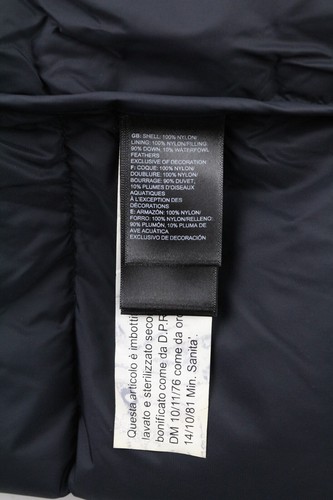 GB: SHELL: 100% NYLON/
LINING: 100% NYLON/FILLING:
90% DOWN, 10% WATERFOWL
FEATHERS
EXCLUSIVE OF DECORATION
F: COQUE: 100% NYLON/
DOUBLURE: 100% NYLON/
BOURRAGE: 90% DUVET,
10% PLUMES D'OISEAUX
AQUATIQUES
À L'EXCEPTION DES
DÉCORATIONS
E: ARMAZÓN: 100% NYLON/
FORRO: 100% NYLON/RELLENO:
90% PLUMÓN, 10% PLUMA DE
AVE ACUÁTICA
EXCLUSIVO DE DECORACIÓN
Questa articolo è imbotti
lavato e sterilizzato seco
bonificato come da D.P.R
DM 10/11/76 come da or
14/10/81 Min. Sanita'.